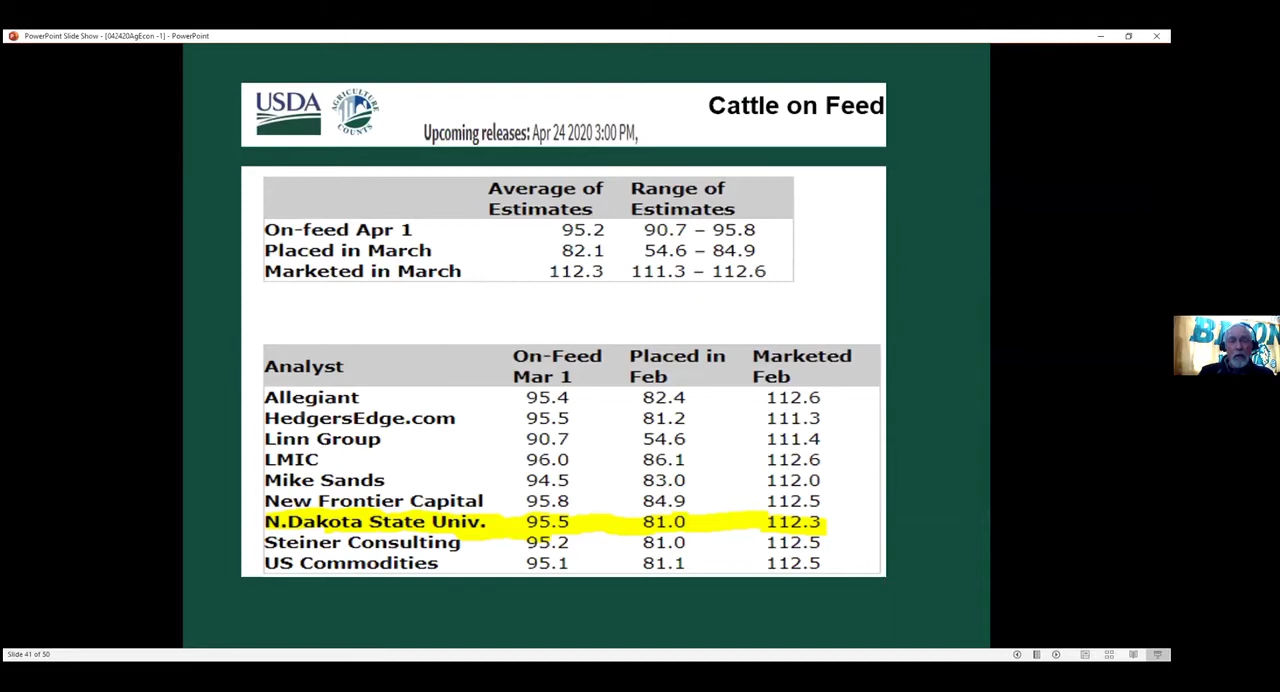 PowerPoint Slide Show - [042420AgEcon -1] - PowerPoint
USDA
AGRICULTURE
COUNTS
Cattle on Feed
Upcoming releases: Apr 24 2020 3:00 PM,
Average of Estimates Range of Estimates
On-feed Apr 1 95.2 90.7 – 95.8
Placed in March 82.1 54.6 – 84.9
Marketed in March 112.3 111.3 – 112.6
Analyst On-Feed Mar 1 Placed in Feb Marketed Feb
Allegiant 95.4 82.4 112.6
HedgersEdge.com 95.5 81.2 111.3
Linn Group 90.7 54.6 111.4
LMIC 96.0 86.1 112.6
Mike Sands 94.5 83.0 112.0
New Frontier Capital 95.8 84.9 112.5
N.Dakota State Univ. 95.5 81.0 112.3
Steiner Consulting 95.2 81.0 112.5
US Commodities 95.1 81.1 112.5
Slide 41 of 50